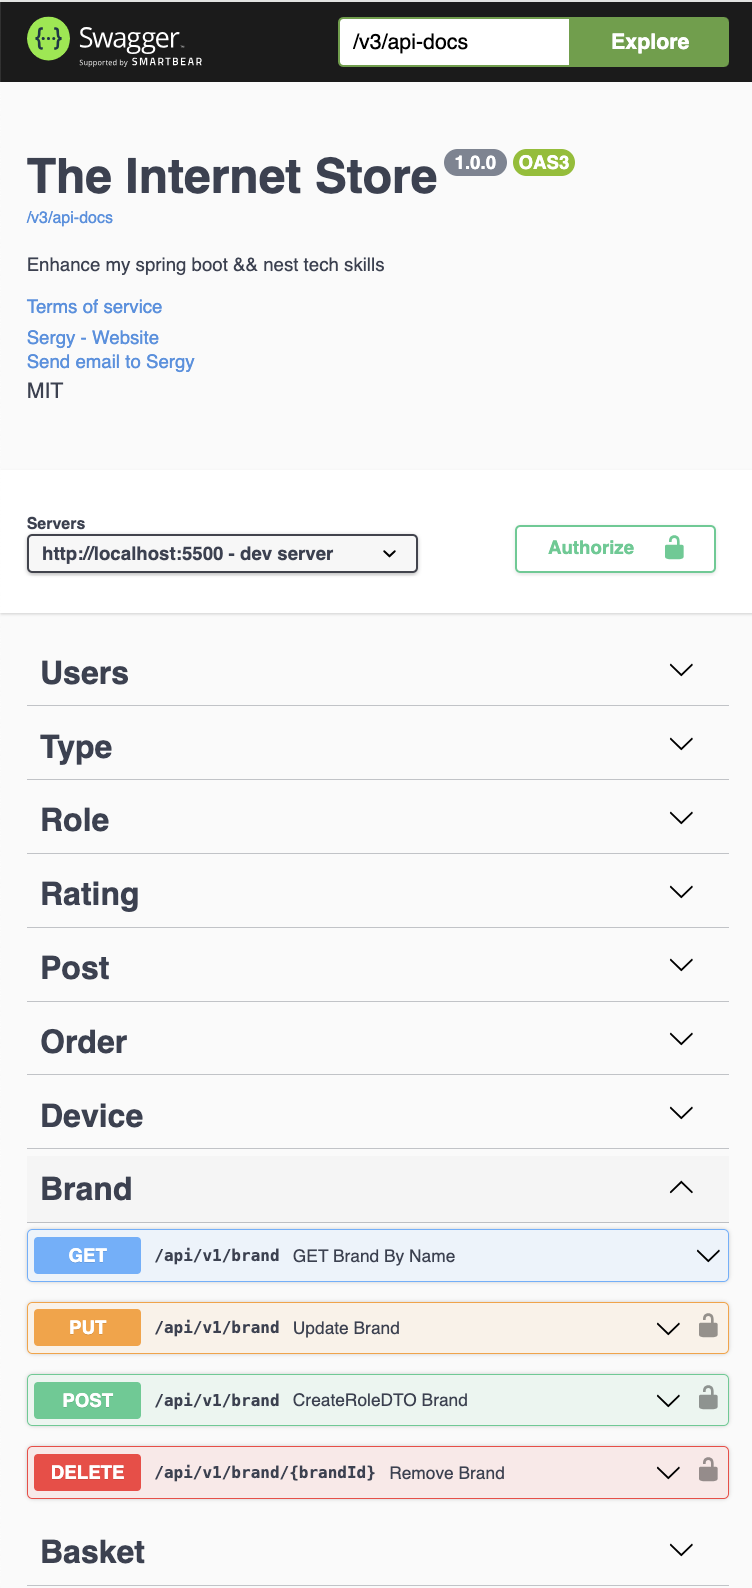 Swagger
Supported by SMARTBEAR
/v3/api-docs
Explore
The Internet Store 1.0.0 OAS3
/v3/api-docs
Enhance my spring boot && nest tech skills
Terms of service
Sergy - Website
Send email to Sergy
MIT
Servers
http://localhost:5500 - dev server
Authorize
Users
Type
Role
Rating
Post
Order
Device
Brand
GET /api/v1/brand GET Brand By Name
PUT /api/v1/brand Update Brand
POST /api/v1/brand CreateRoleDTO Brand
DELETE /api/v1/brand/{brandId} Remove Brand
Basket